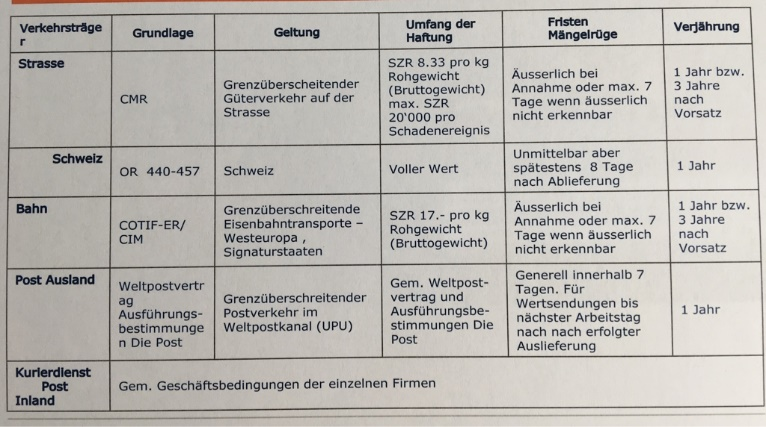 Verkehrsträge
r
Grundlage
Geltung
Umfang der
Haftung
Fristen
Mängelrüge
Verjährung
Strasse
CMR
Grenzüberscheitender
Güterverkehr auf der
Strasse
SZR 8.33 pro kg
Rohgewicht
(Bruttogewicht)
max. SZR
20'000 pro
Schadenereignis
Äusserlich bei
Annahme oder max. 7
Tage wenn äusserlich
nicht erkennbar
1 Jahr bzw.
3 Jahre
nach
Vorsatz
Schweiz
OR 440-457
Schweiz
Voller Wert
Unmittelbar aber
spätestens 8 Tage
nach Ablieferung
1 Jahr
Bahn
COTIF-ER/
CIM
Grenzüberschreitende
Eisenbahntransporte –
Westeuropa ,
Signaturstaaten
SZR 17.- pro kg
Rohgewicht
(Bruttogewicht)
Äusserlich bei
Annahme oder max. 7
Tage wenn äusserlich
nicht erkennbar
1 Jahr bzw.
3 Jahre
nach
Vorsatz
Post Ausland
Weltpostvertr
ag
Ausführungs-
bestimmunge
n Die Post
Grenzüberschreitender
Postverkehr im
Weltpostkanal (UPU)
Gem. Weltpost-
vertrag und
Ausführungsbe-
stimmungen Die
Post
Generell innerhalb 7
Tagen. Für
Wertsendungen bis
nächster Arbeitstag
nach nach erfolgter
Auslieferung
1 Jahr
Kurierdienst
Post
Inland
Gem. Geschäftsbedingungen der einzelnen Firmen